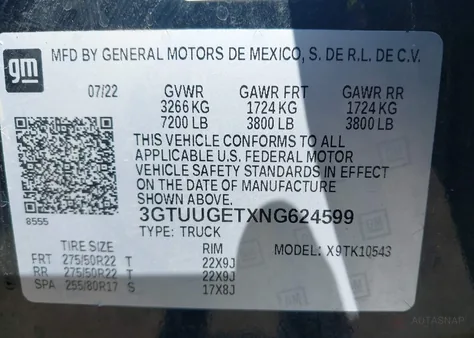 gm
MFD BY GENERAL MOTORS DE MEXICO, S. DE R.L. DE C.V.
07/22 GVWR GAWR FRT GAWR RR
3266 KG 1724 KG 1724 KG
7200 LB 3800 LB 3800 LB
THIS VEHICLE CONFORMS TO ALL
APPLICABLE U.S. FEDERAL MOTOR
VEHICLE SAFETY STANDARDS IN EFFECT
ON THE DATE OF MANUFACTURE
SHOWN ABOVE.
8555
3GTUUGETXNG624599
TYPE: TRUCK
TIRE SIZE RIM MODEL: X9TK10543
FRT 275/50R22 T 22X9J
RR 275/50R22 T 22X9J
SPA 255/80R17 S 17X8J
AUTASNAP